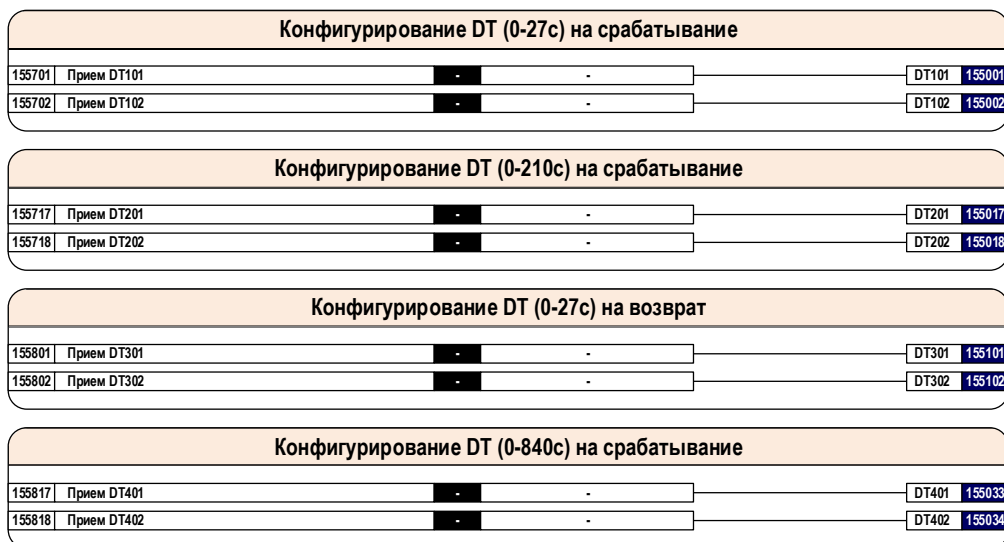 Конфигурирование DT (0-27с) на срабатывание
155701 Прием DT101 - - DT101 155001
155702 Прием DT102 - - DT102 155002
Конфигурирование DT (0-210с) на срабатывание
155717 Прием DT201 - - DT201 155017
155718 Прием DT202 - - DT202 155018
Конфигурирование DT (0-27с) на возврат
155801 Прием DT301 - - DT301 155101
155802 Прием DT302 - - DT302 155102
Конфигурирование DT (0-840с) на срабатывание
155817 Прием DT401 - - DT401 155033
155818 Прием DT402 - - DT402 155034